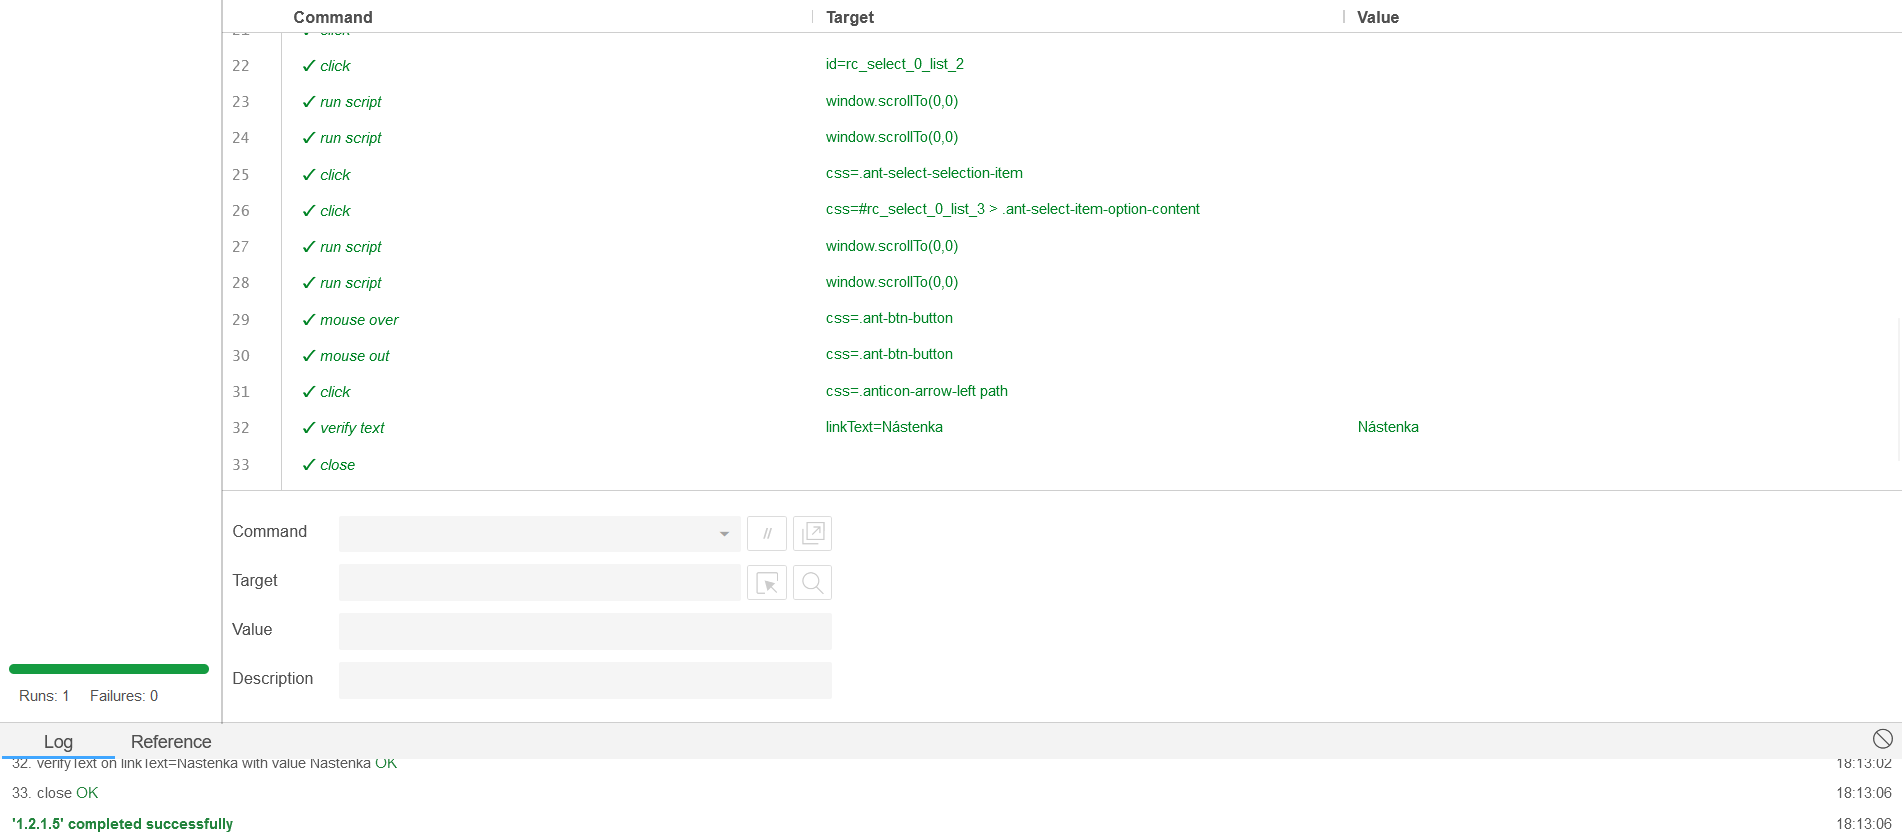 Command Target Value
21 ✓ click
22 ✓ click id=rc_select_0_list_2
23 ✓ run script window.scrollTo(0,0)
24 ✓ run script window.scrollTo(0,0)
25 ✓ click css=.ant-select-selection-item
26 ✓ click css=#rc_select_0_list_3 > .ant-select-item-option-content
27 ✓ run script window.scrollTo(0,0)
28 ✓ run script window.scrollTo(0,0)
29 ✓ mouse over css=.ant-btn-button
30 ✓ mouse out css=.ant-btn-button
31 ✓ click css=.anticon-arrow-left path
32 ✓ verify text linkText=Nástenka Nástenka
33 ✓ close
Command //
Target
Value
Description
Runs: 1 Failures: 0
Log Reference
32. verifyText on linkText=Nástenka with value Nástenka OK 18:13:02
33. close OK 18:13:06
'1.2.1.5' completed successfully 18:13:06